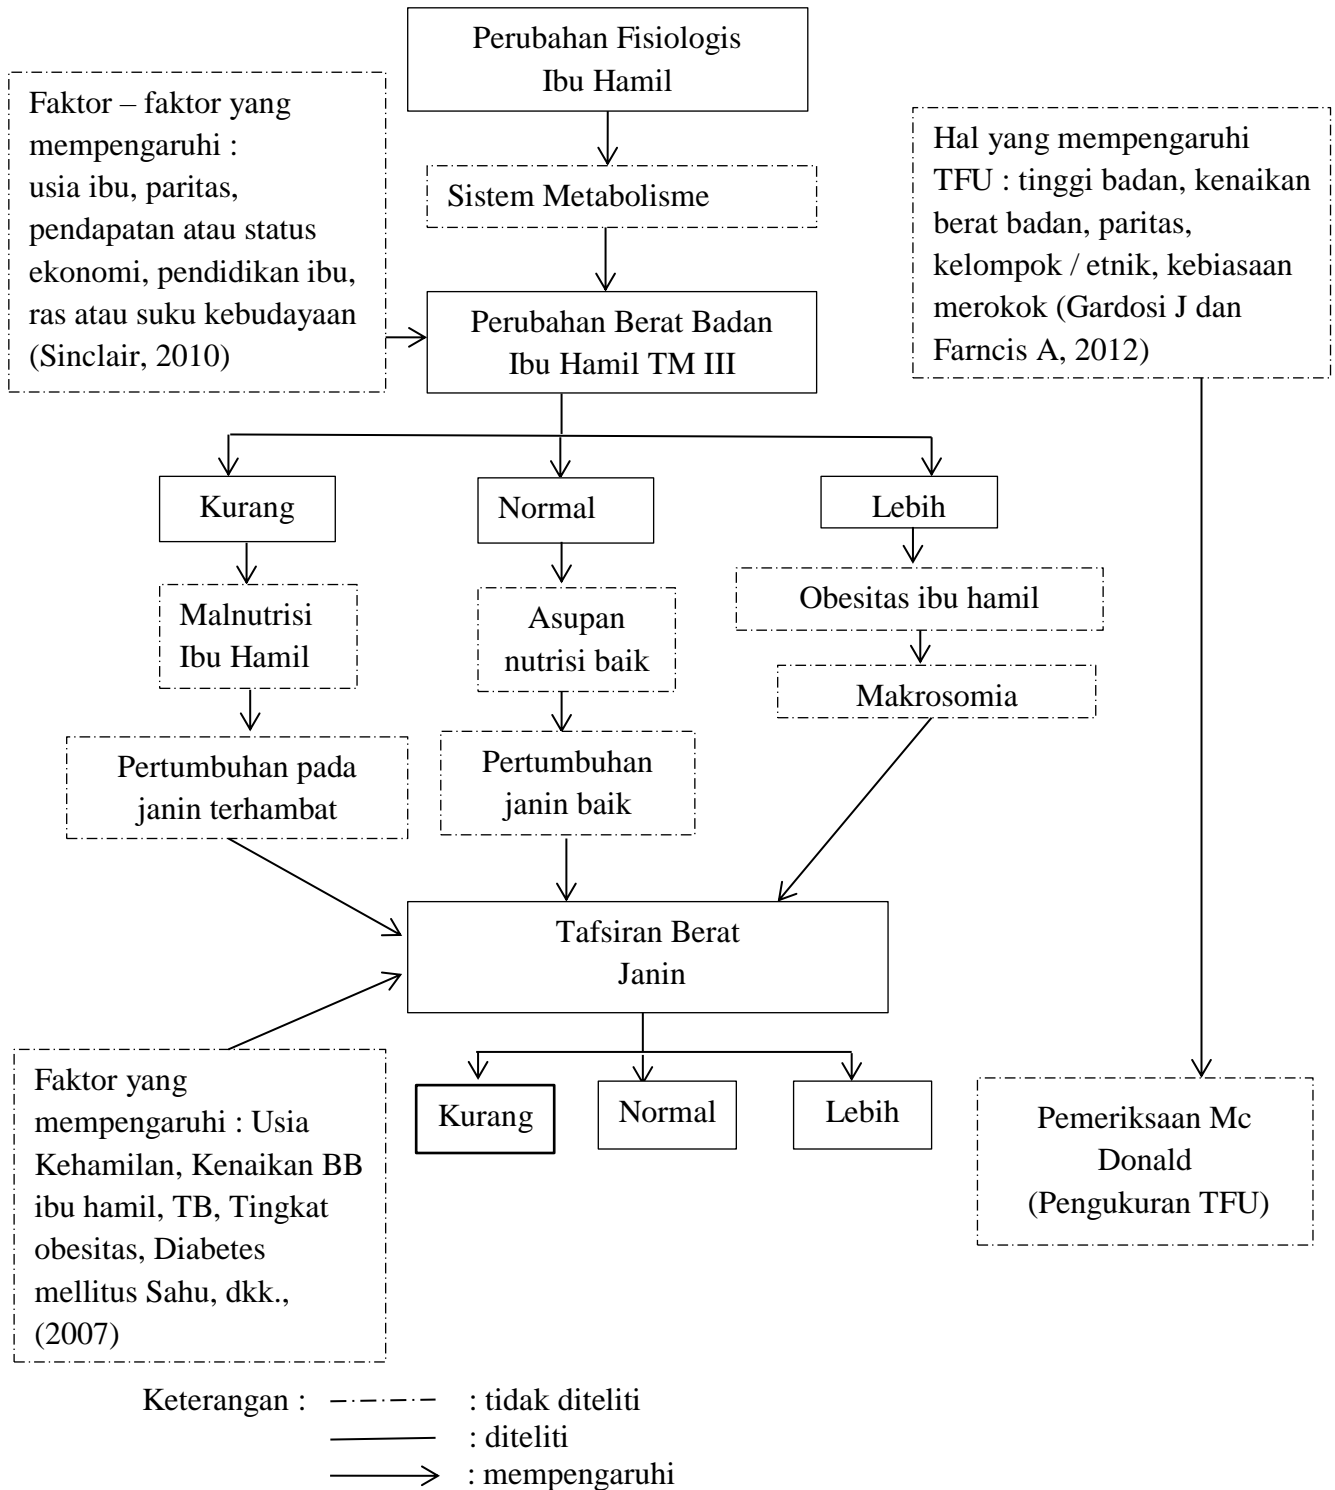 Perubahan Fisiologis
Ibu Hamil
Faktor – faktor yang
mempengaruhi :
usia ibu, paritas,
pendapatan atau status
ekonomi, pendidikan ibu,
ras atau suku kebudayaan
(Sinclair, 2010)
Hal yang mempengaruhi
TFU : tinggi badan, kenaikan
berat badan, paritas,
kelompok / etnik, kebiasaan
merokok (Gardosi J dan
Farncis A, 2012)
Sistem Metabolisme
Perubahan Berat Badan
Ibu Hamil TM III
Kurang
Normal
Lebih
Malnutrisi
Ibu Hamil
Asupan
nutrisi baik
Obesitas ibu hamil
Makrosomia
Pertumbuhan pada
janin terhambat
Pertumbuhan
janin baik
Tafsiran Berat
Janin
Faktor yang
mempengaruhi : Usia
Kehamilan, Kenaikan BB
ibu hamil, TB, Tingkat
obesitas, Diabetes
mellitus Sahu, dkk.,
(2007)
Kurang
Normal
Lebih
Pemeriksaan Mc
Donald
(Pengukuran TFU)
Keterangan : : tidak diteliti
: diteliti
: mempengaruhi